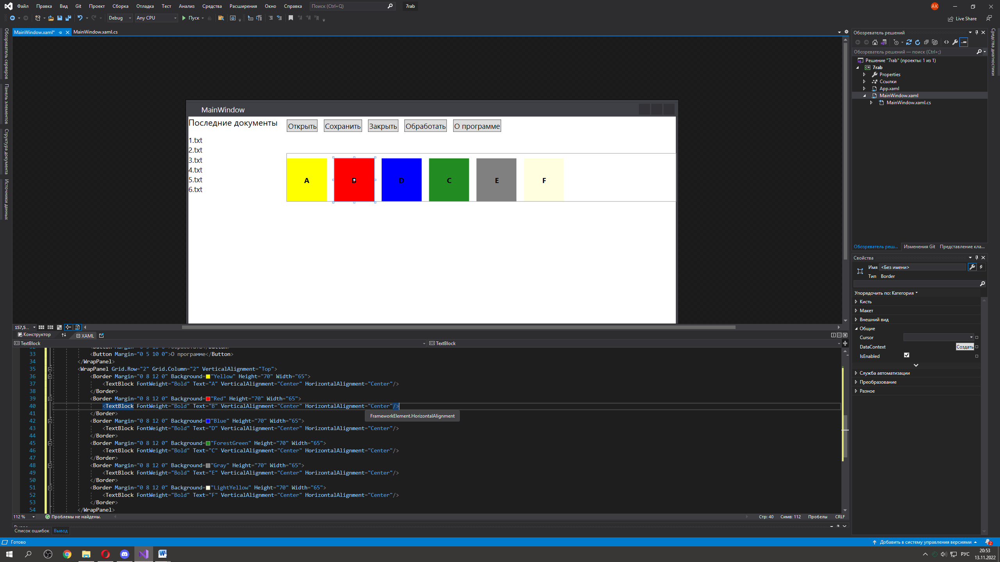 Файл Правка Вид Git Проект Сборка Отладка Тест Анализ Средства Расширения Окно Справка Поиск (Ctrl+Q) 7rab АК
Debug Any CPU Пуск Live Share
MainWindow.xaml* MainWindow.xaml.cs
Обозреватель серверов
Панель элементов
Структура документа
Источники данных
MainWindow
Последние документы
Открыть Сохранить Закрыть Обработать О программе
1.txt
2.txt
3.txt
4.txt
5.txt
6.txt
A B D C E F
157,5...
Конструктор XAML
TextBlock TextBlock
33 <Button Margin="0 5 10 0">О программе</Button>
34 </WrapPanel>
35 <WrapPanel Grid.Row="2" Grid.Column="2" VerticalAlignment="Top">
36 <Border Margin="0 8 12 0" Background="Yellow" Height="70" Width="65">
37 <TextBlock FontWeight="Bold" Text="A" VerticalAlignment="Center" HorizontalAlignment="Center"/>
38 </Border>
39 <Border Margin="0 8 12 0" Background="Red" Height="70" Width="65">
40 <TextBlock FontWeight="Bold" Text="B" VerticalAlignment="Center" HorizontalAlignment="Center"/>
41 </Border>
FrameworkElement.HorizontalAlignment
42 <Border Margin="0 8 12 0" Background="Blue" Height="70" Width="65">
43 <TextBlock FontWeight="Bold" Text="D" VerticalAlignment="Center" HorizontalAlignment="Center"/>
44 </Border>
45 <Border Margin="0 8 12 0" Background="ForestGreen" Height="70" Width="65">
46 <TextBlock FontWeight="Bold" Text="C" VerticalAlignment="Center" HorizontalAlignment="Center"/>
47 </Border>
48 <Border Margin="0 8 12 0" Background="Gray" Height="70" Width="65">
49 <TextBlock FontWeight="Bold" Text="E" VerticalAlignment="Center" HorizontalAlignment="Center"/>
50 </Border>
51 <Border Margin="0 8 12 0" Background="LightYellow" Height="70" Width="65">
52 <TextBlock FontWeight="Bold" Text="F" VerticalAlignment="Center" HorizontalAlignment="Center"/>
53 </Border>
54 </WrapPanel>
112 % Проблемы не найдены. Стр: 40 Симв: 112 Пробелы CRLF
Список ошибок Вывод
Обозреватель решений
Обозреватель решений — поиск (Ctrl+;)
Решение "7rab" (проекты: 1 из 1)
C# 7rab
Properties
Ссылки
App.xaml
MainWindow.xaml
MainWindow.xaml.cs
Обозреватель реш... Изменения Git Представление кла...
Свойства
Имя <Без имени>
Тип Border
Упорядочить по: Категория
Кисть
Макет
Внешний вид
Общие
Cursor
DataContext Создать
IsEnabled
Служба автоматизации
Преобразование
Разное
Средства диагностики
Готово Добавить в систему управления версиями 2
РУС 20:53
13.11.2022